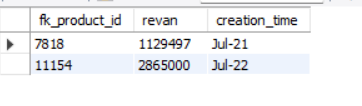 fk_product_id revan creation_time
7818 1129497 Jul-21
11154 2865000 Jul-22